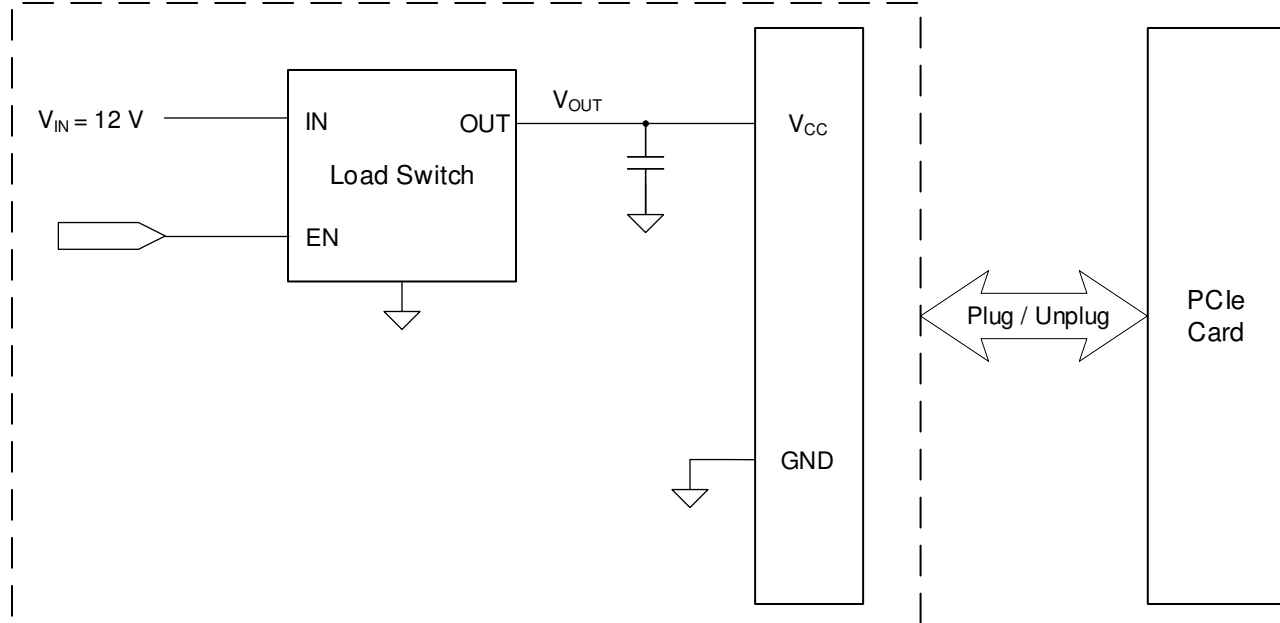 V_IN = 12 V
IN
OUT
V_OUT
V_CC
Load Switch
EN
Plug / Unplug
PCIe
Card
GND